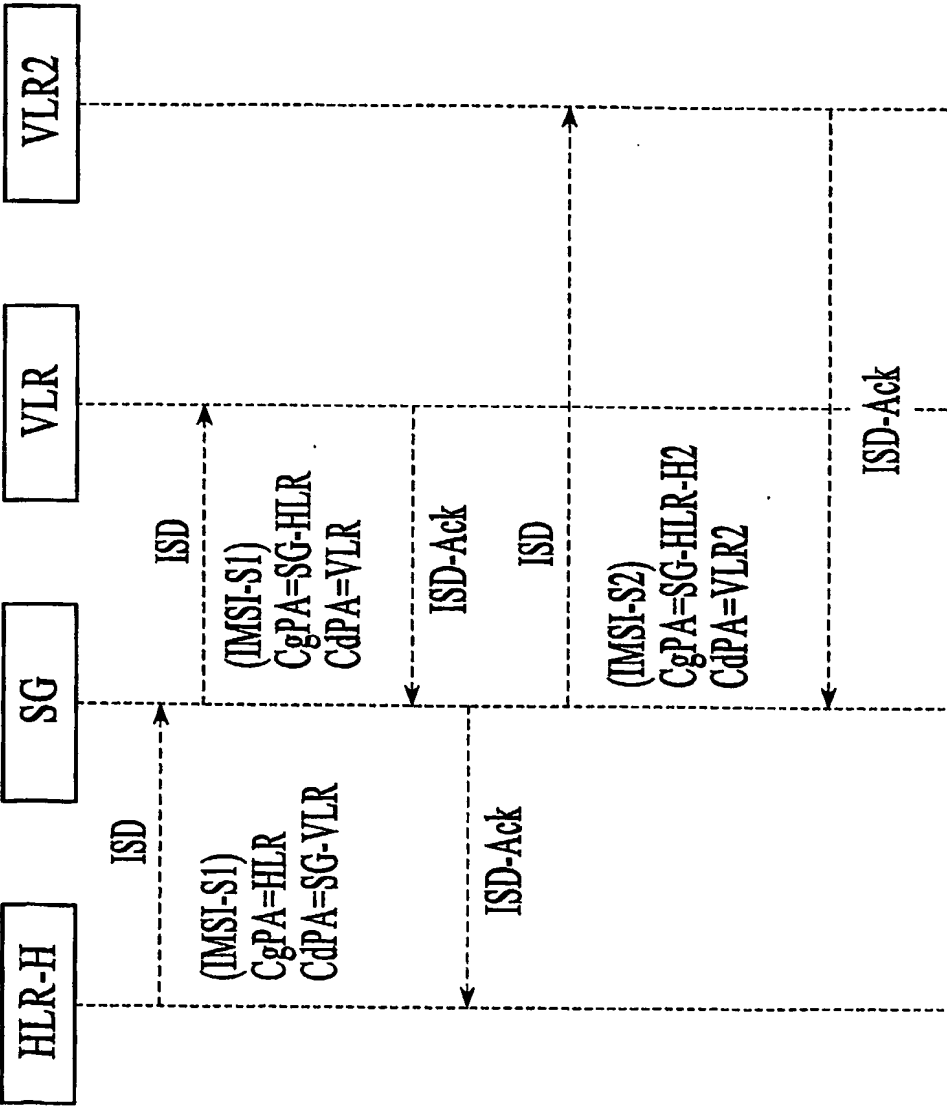 HLR-H
SG
VLR
VLR2
ISD
(IMSI-S1)
CgPA=HLR
CdPA=SG-VLR
ISD
(IMSI-S1)
CgPA=SG-HLR
CdPA=VLR
ISD-Ack
ISD-Ack
ISD
(IMSI-S2)
CgPA=SG-HLR-H2
CdPA=VLR2
ISD-Ack